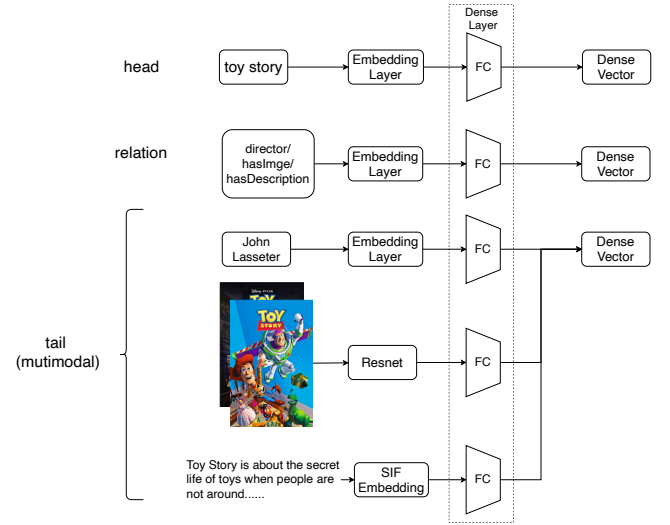 Dense
Layer
head
toy story
Embedding
Layer
FC
Dense
Vector
relation
director/
hasImge/
hasDescription
Embedding
Layer
FC
Dense
Vector
John
Lasseter
Embedding
Layer
FC
Dense
Vector
tail
(mutimodal)
DISNEY · PIXAR
TOY
STORY
Resnet
FC
Toy Story is about the secret
life of toys when people are
not around......
SIF
Embedding
FC